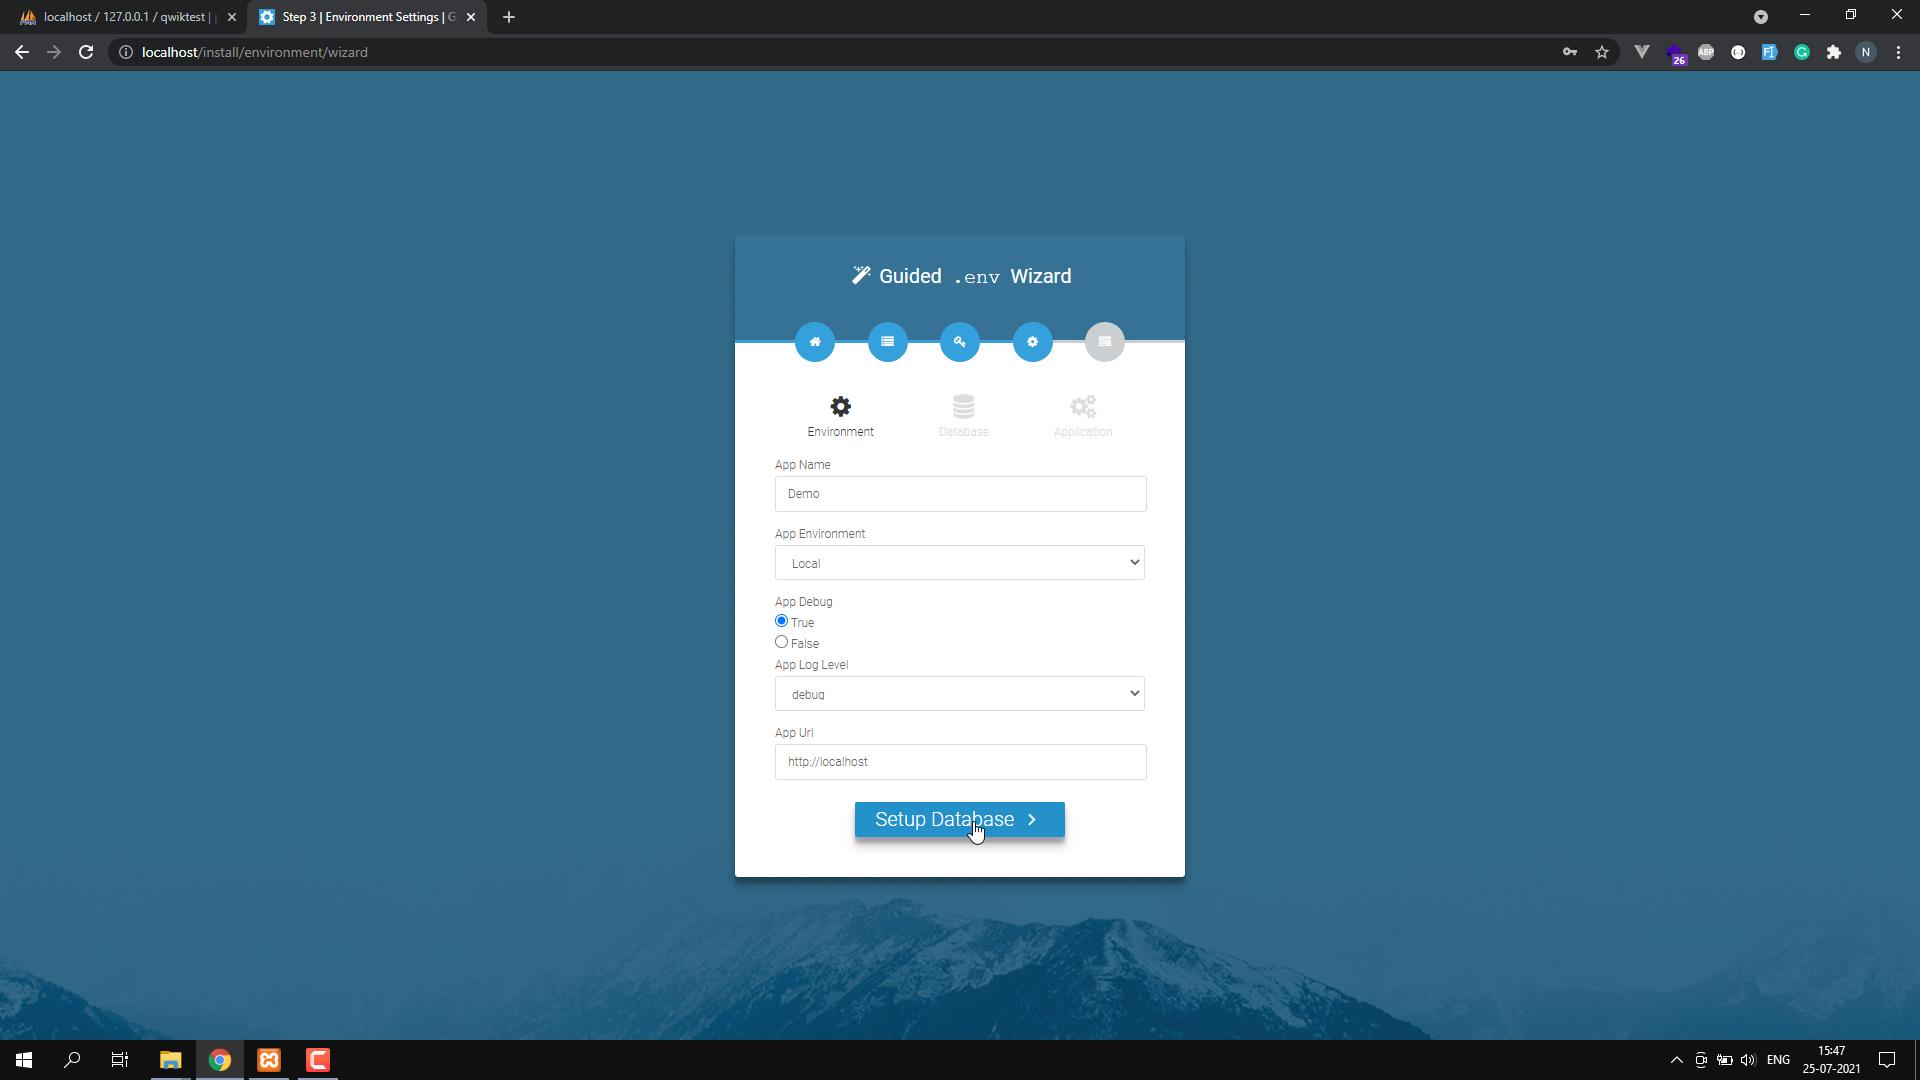 localhost / 127.0.0.1 / qwiktest |
Step 3 | Environment Settings | G
localhost/install/environment/wizard
26
ABP
N
Guided .env Wizard
Environment
Database
Application
App Name
Demo
App Environment
Local
App Debug
True
False
App Log Level
debug
App Url
http://localhost
Setup Database
ENG
15:47
25-07-2021